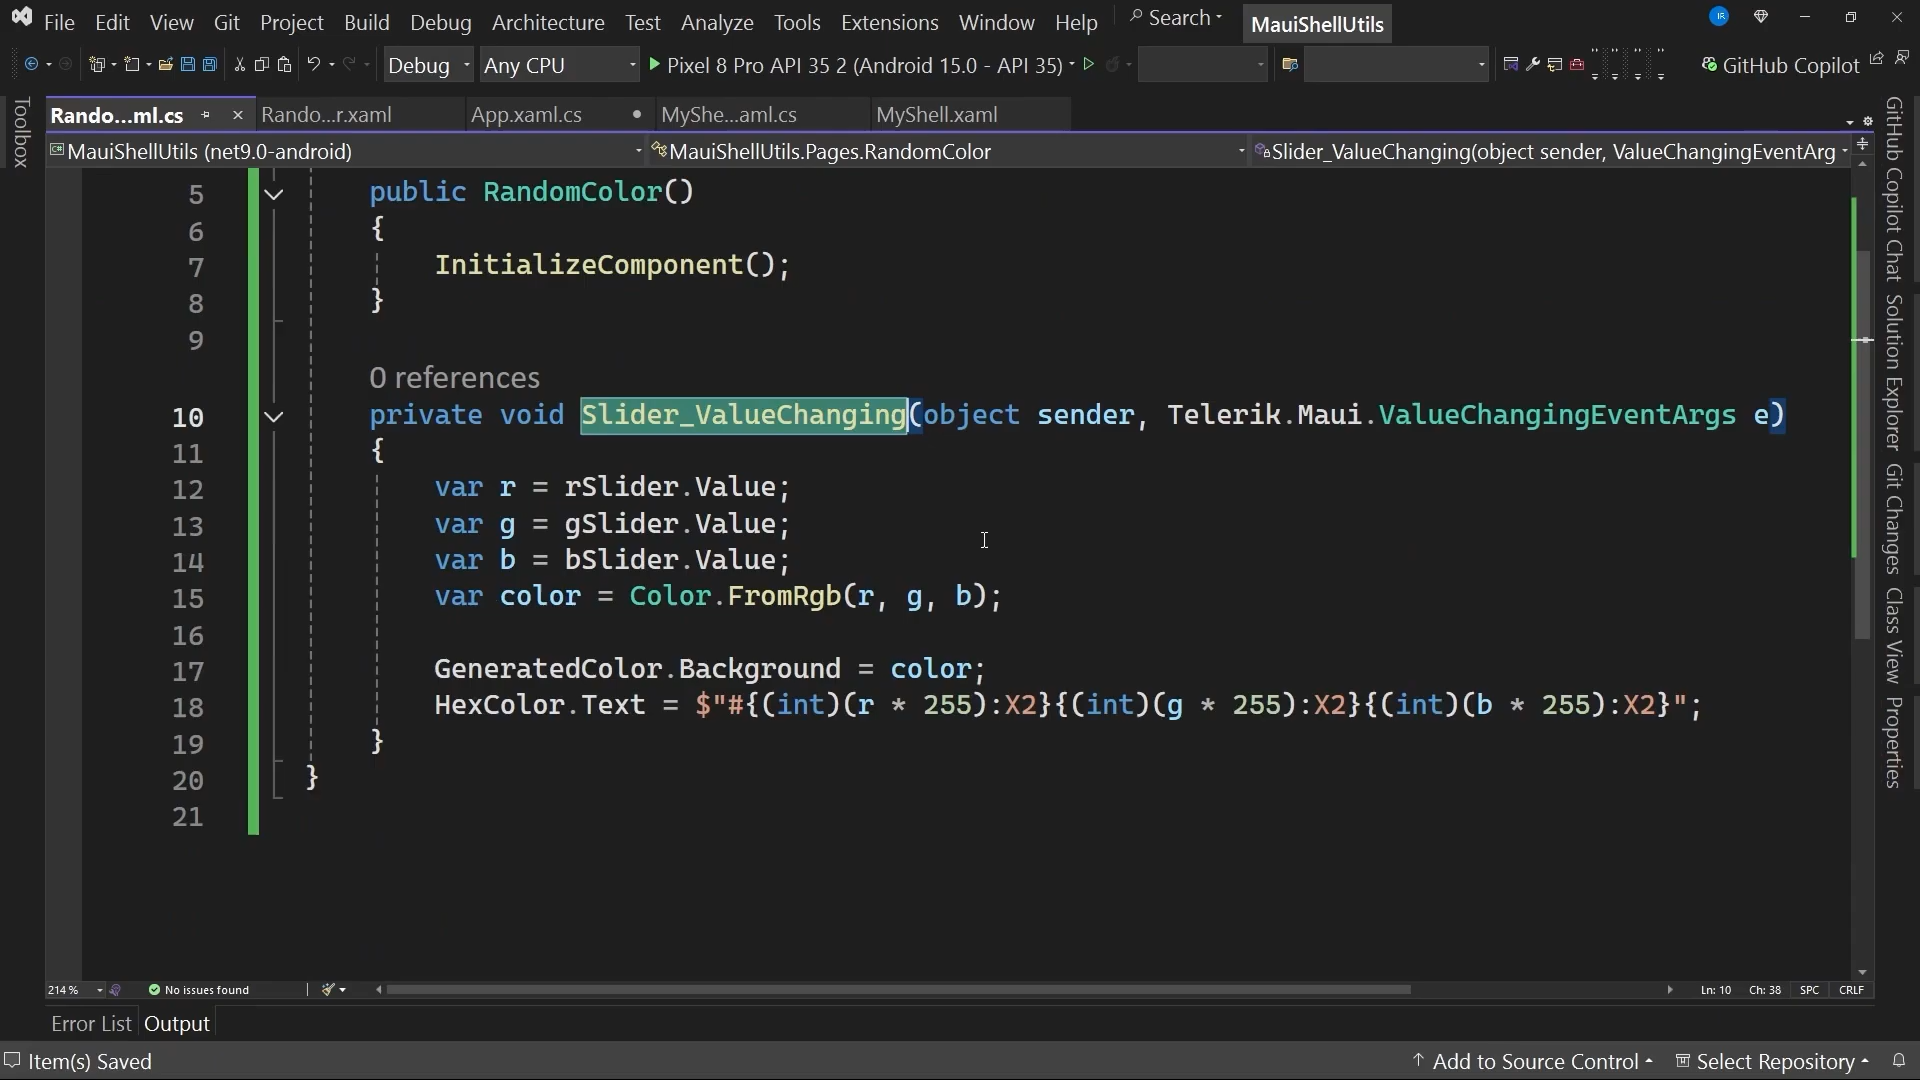 File Edit View Git Project Build Debug Architecture Test Analyze Tools Extensions Window Help Search MauiShellUtils IR
Debug Any CPU Pixel 8 Pro API 35 2 (Android 15.0 - API 35) GitHub Copilot
Toolbox
Rando...ml.cs Rando...r.xaml App.xaml.cs MyShe...aml.cs MyShell.xaml
MauiShellUtils (net9.0-android) MauiShellUtils.Pages.RandomColor Slider_ValueChanging(object sender, ValueChangingEventArg
5 public RandomColor()
6 {
7 InitializeComponent();
8 }
9
0 references
10 private void Slider_ValueChanging(object sender, Telerik.Maui.ValueChangingEventArgs e)
11 {
12 var r = rSlider.Value;
13 var g = gSlider.Value;
14 var b = bSlider.Value;
15 var color = Color.FromRgb(r, g, b);
16
17 GeneratedColor.Background = color;
18 HexColor.Text = $"#{(int)(r * 255):X2}{(int)(g * 255):X2}{(int)(b * 255):X2}";
19 }
20 }
21
GitHub Copilot Chat
Solution Explorer
Git Changes
Class View
Properties
214 % No issues found Ln: 10 Ch: 38 SPC CRLF
Error List Output
Item(s) Saved Add to Source Control Select Repository